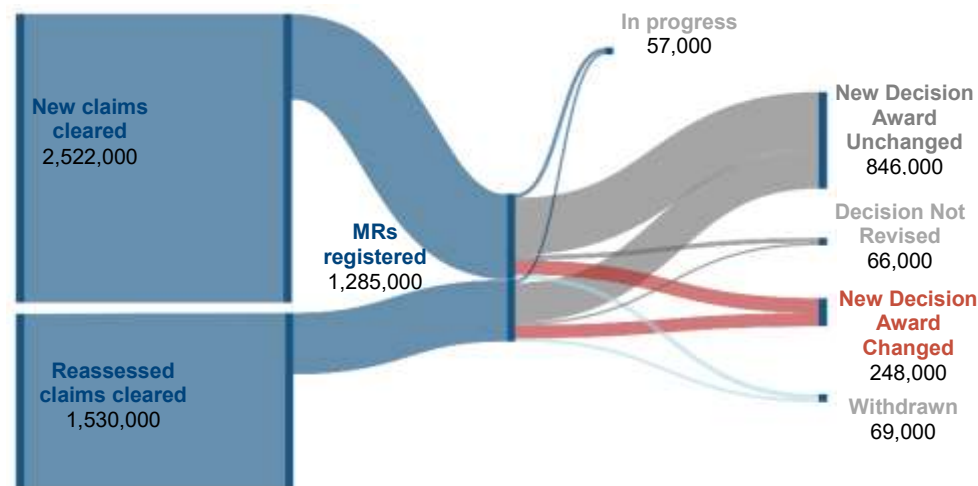 New claims
cleared
2,522,000
Reassessed
claims cleared
1,530,000
MRs
registered
1,285,000
In progress
57,000
New Decision
Award
Unchanged
846.000
Decision Not
Revised
66,000
New Decision
Award
Changed
248,000
Withdrawn
69,000